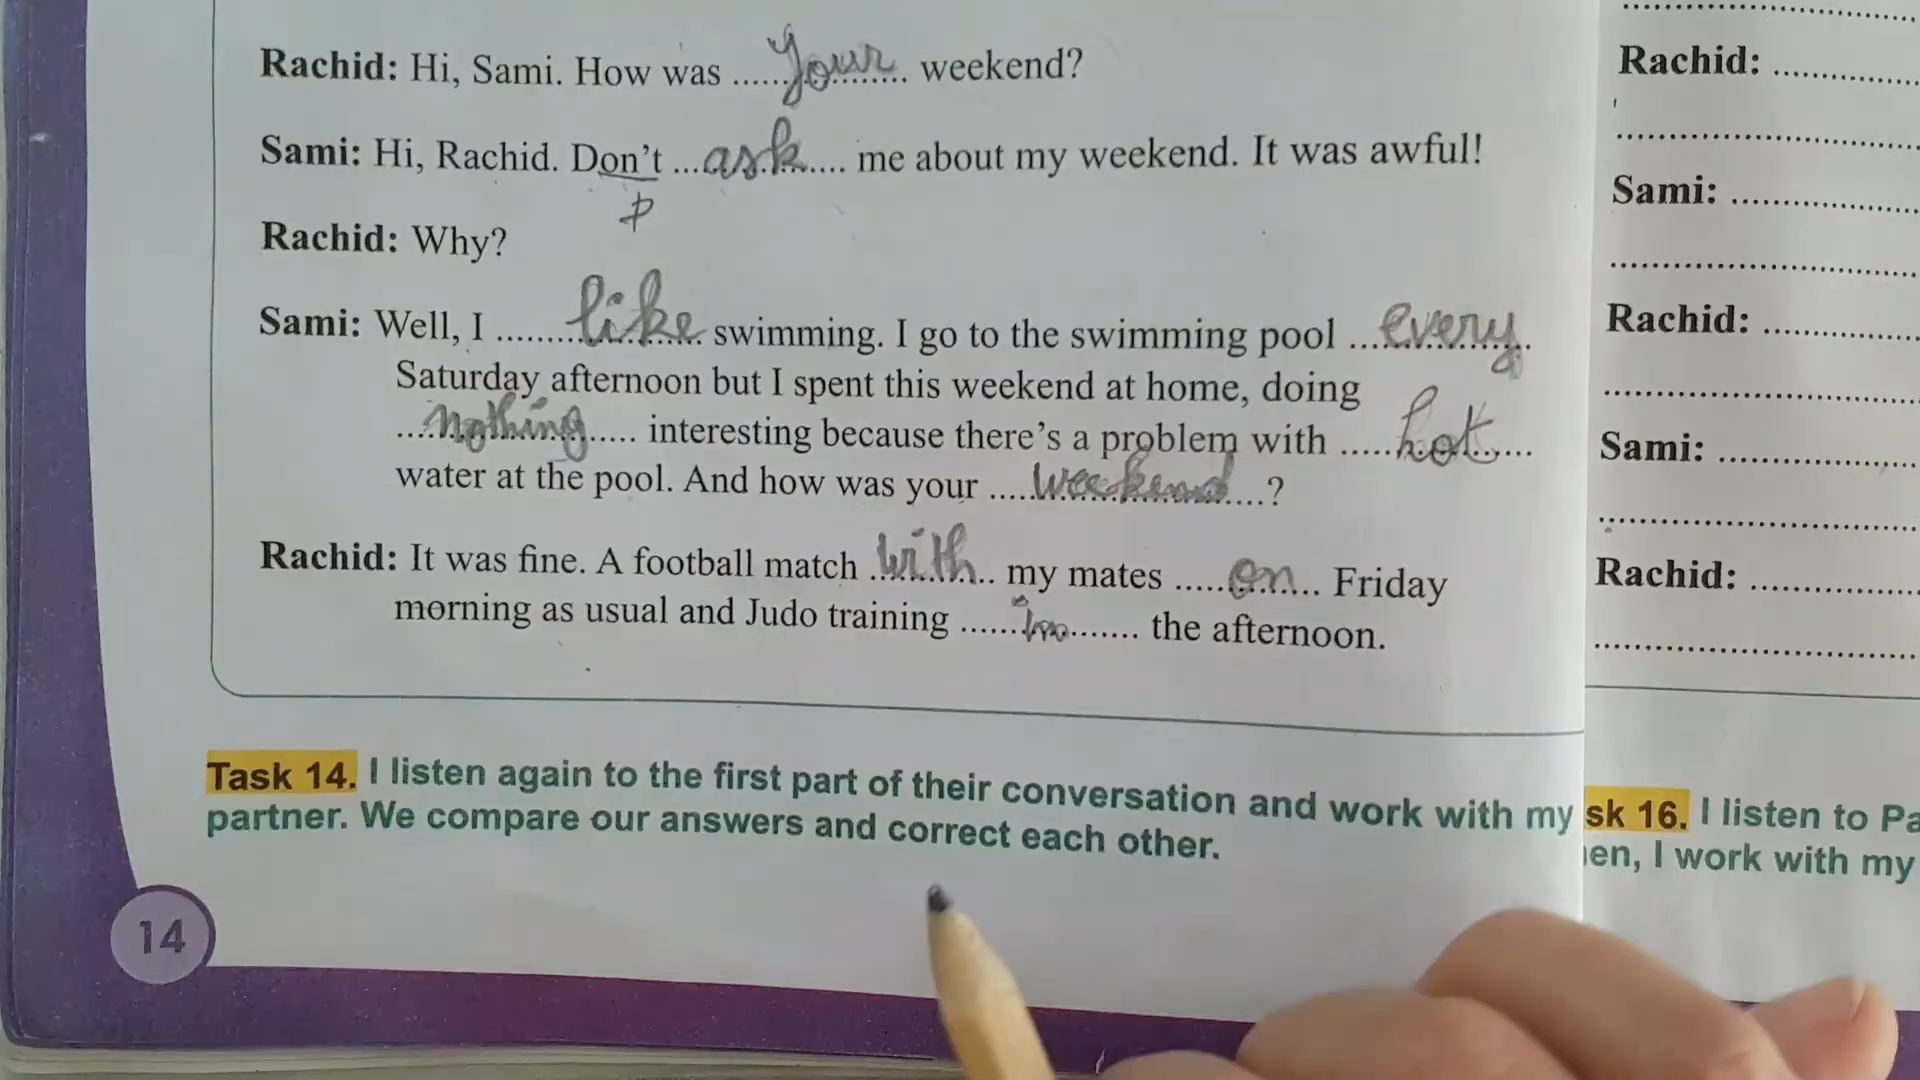 Rachid: Hi, Sami. How was ......your......... weekend?
Sami: Hi, Rachid. Don't ...ask.... me about my weekend. It was awful!
Rachid: Why?
Sami: Well, I ........like....... swimming. I go to the swimming pool ...every.
Saturday afternoon but I spent this weekend at home, doing
...nothing..... interesting because there's a problem with .....hot....
water at the pool. And how was your .....weekend....?
Rachid: It was fine. A football match ..with.. my mates .....on.... Friday
morning as usual and Judo training ......in....... the afternoon.
Task 14. I listen again to the first part of their conversation and work with my
partner. We compare our answers and correct each other.
14
Rachid: ..................
Sami: ..................
Rachid: ..................
Sami: ..................
Rachid: ..................
sk 16. I listen to Pa
en, I work with my